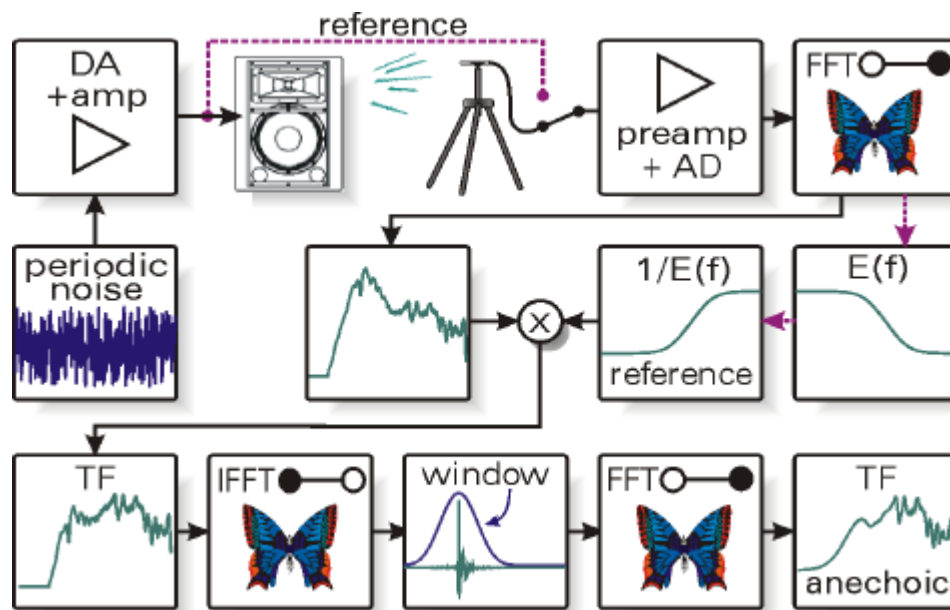 reference
DA
+amp
preamp
+ AD
FFT
periodic
noise
X
1/E(f)
reference
E(f)
TF
IFFT
window
FFT
TF
anechoic